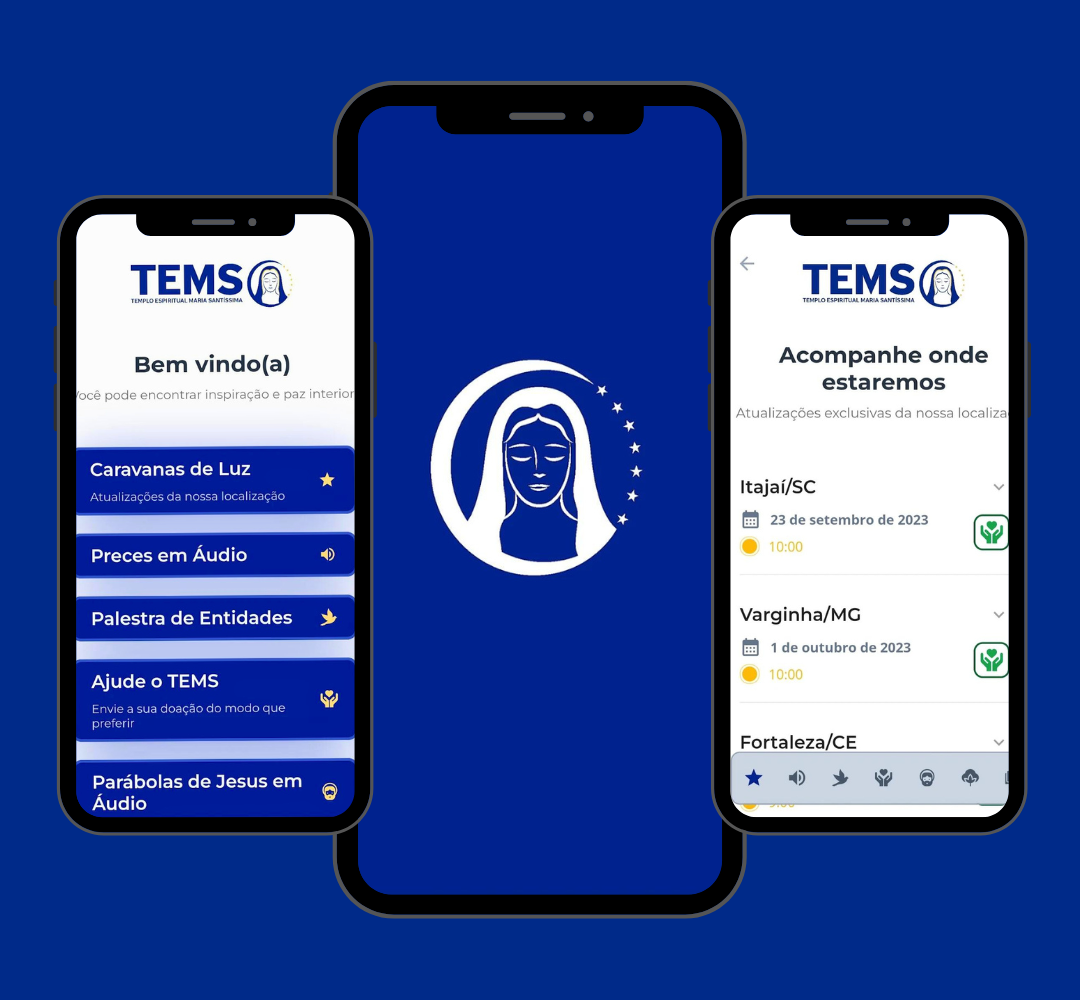 TEMS
TEMPLO ESPIRITUAL MARIA SANTÍSSIMA
Bem vindo(a)
Você pode encontrar inspiração e paz interior
Caravanas de Luz
Atualizações da nossa localização
Preces em Áudio
Palestra de Entidades
Ajude o TEMS
Envie a sua doação do modo que
preferir
Parábolas de Jesus em
Áudio
TEMS
TEMPLO ESPIRITUAL MARIA SANTÍSSIMA
Acompanhe onde
estaremos
Atualizações exclusivas da nossa
Itajaí/SC
23 de setembro de 2023
10:00
Varginha/MG
1 de outubro de 2023
10:00
Fortaleza/CE